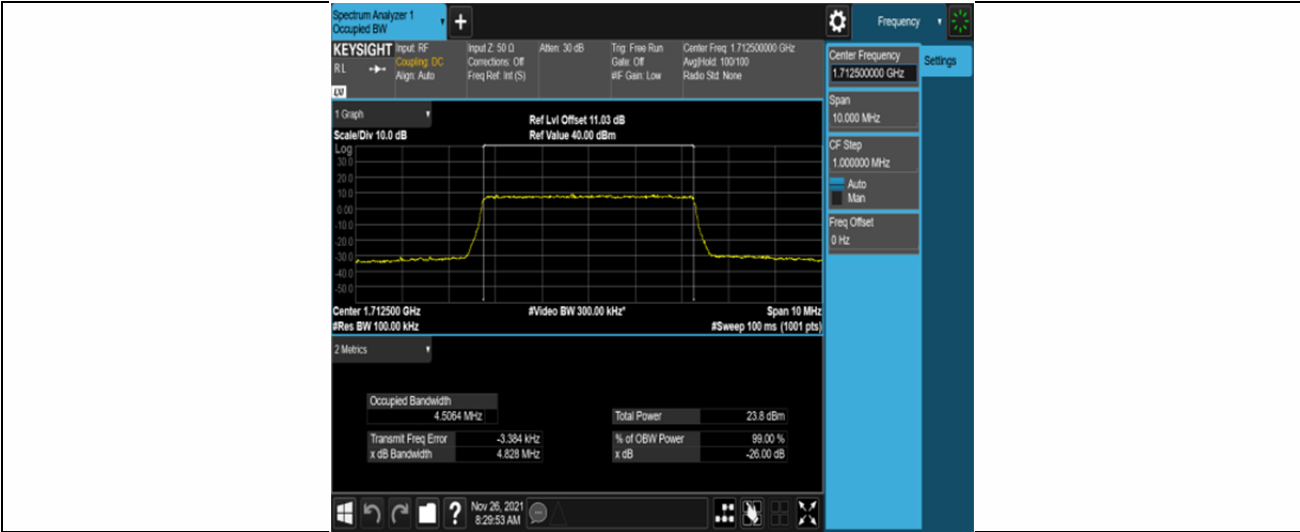 Spectrum Analyzer 1
Occupied BW
+
Frequency
KEYSIGHT
RL
Input: RF
Coupling: DC
Align: Auto
Input Z: 50 Ω
Corrections: Off
Freq Ref: Int (S)
Atten: 30 dB
Trig: Free Run
Gate: Off
#IF Gain: Low
Center Freq: 1.712500000 GHz
Avg|Hold: 100/100
Radio Std: None
Center Frequency
1.712500000 GHz
Settings
Span
10.000 MHz
CF Step
1.000000 MHz
Auto
Man
Freq Offset
0 Hz
1 Graph
Scale/Div 10.0 dB
Ref Lvl Offset 11.03 dB
Ref Value 40.00 dBm
Log
30.0
20.0
10.0
0.00
-10.0
-20.0
-30.0
-40.0
-50.0
Center 1.712500 GHz
#Video BW 300.00 kHz*
Span 10 MHz
#Res BW 100.00 kHz
#Sweep 100 ms (1001 pts)
2 Metrics
Occupied Bandwidth
4.5064 MHz
Total Power 23.8 dBm
Transmit Freq Error -3.384 kHz
% of OBW Power 99.00 %
x dB Bandwidth 4.828 MHz
x dB -26.00 dB
?
Nov 26, 2021
8:29:53 AM